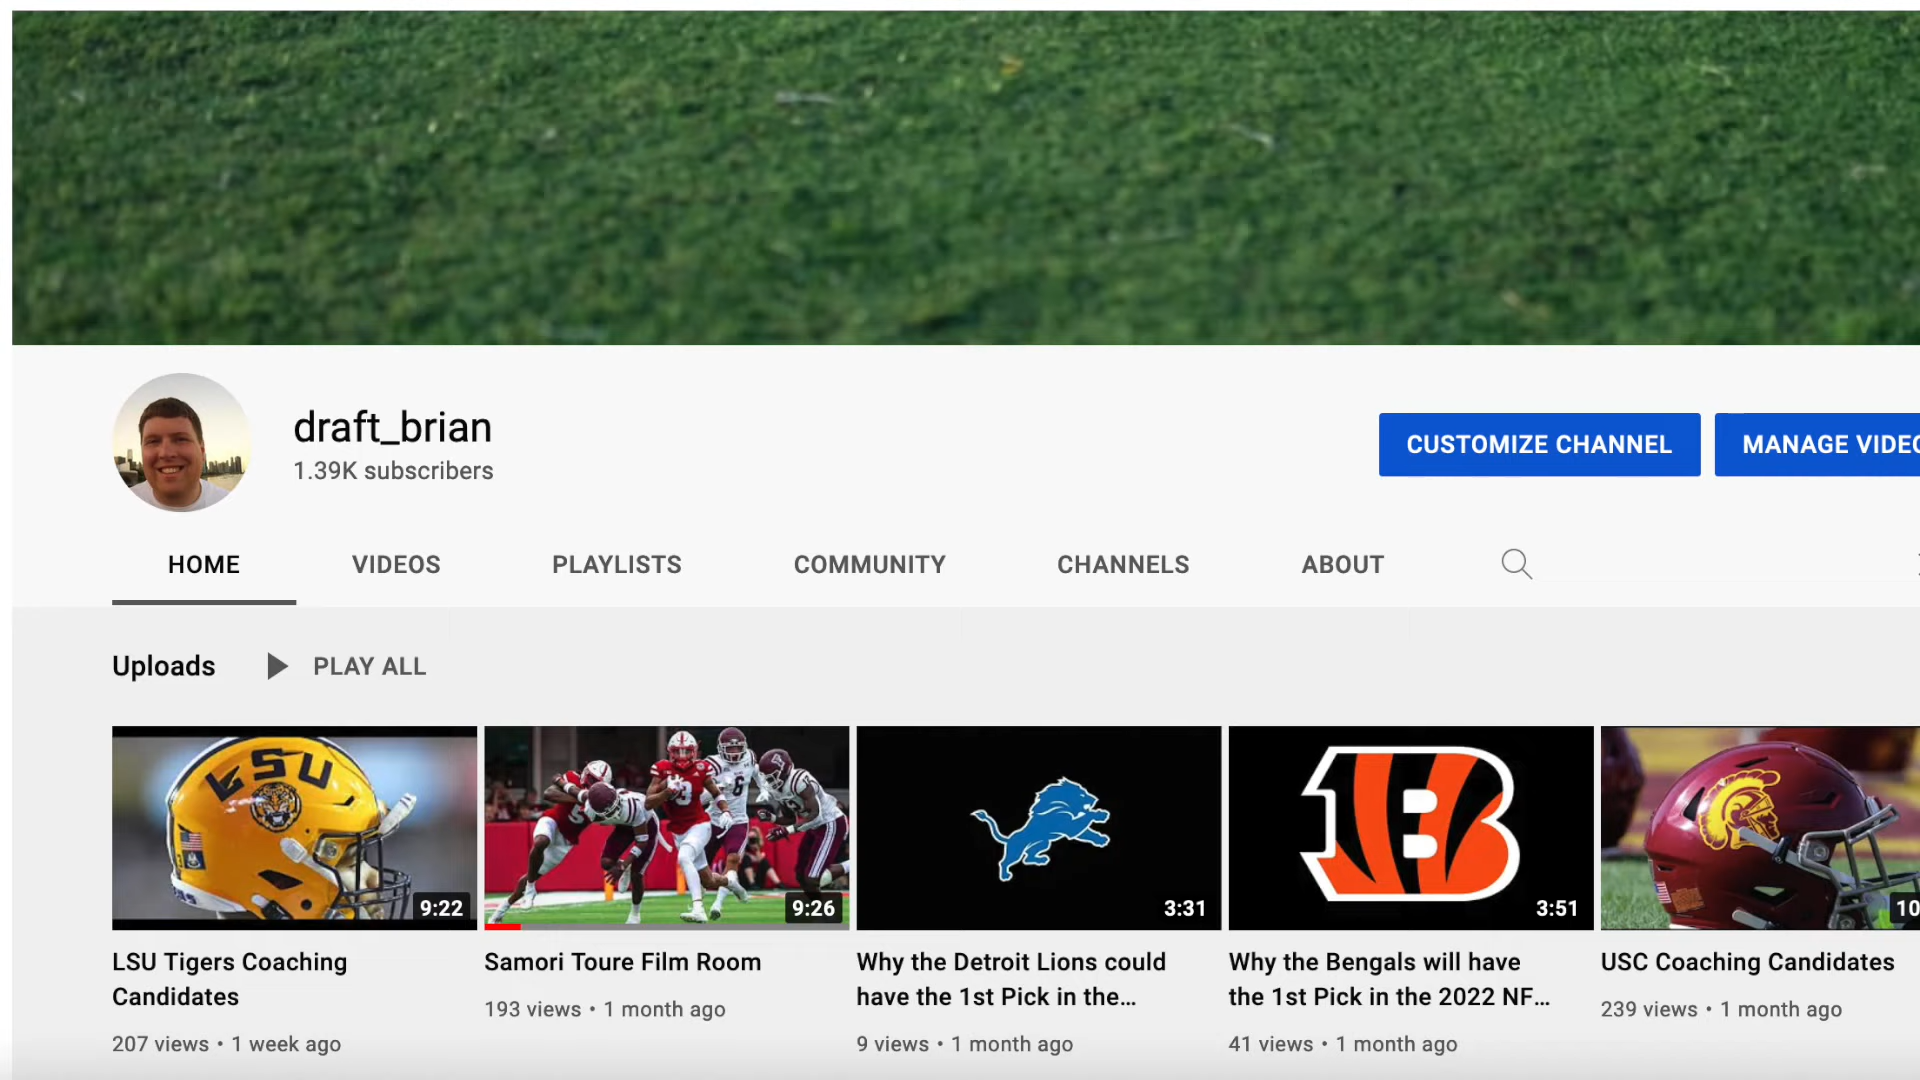 draft_brian
1.39K subscribers
CUSTOMIZE CHANNEL
MANAGE VIDEO
HOME
VIDEOS
PLAYLISTS
COMMUNITY
CHANNELS
ABOUT
Uploads
PLAY ALL
LSU
9:22
6
3
9:26
3:31
3:51
10
LSU Tigers Coaching
Candidates
207 views • 1 week ago
Samori Toure Film Room
193 views • 1 month ago
Why the Detroit Lions could
have the 1st Pick in the...
9 views • 1 month ago
Why the Bengals will have
the 1st Pick in the 2022 NF...
41 views • 1 month ago
USC Coaching Candidates
239 views • 1 month ago